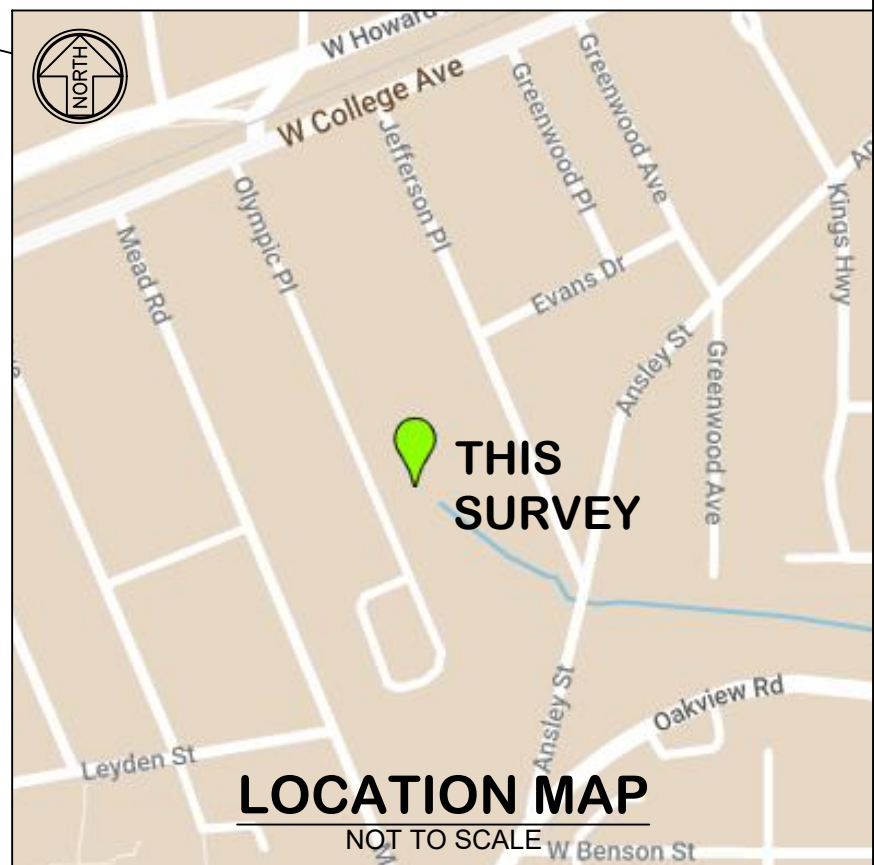 NORTH
W Howard
W College Ave
Greenwood Ave
Greenwood Pl
Jefferson Pl
Olympic Pl
Mead Rd
Kings Hwy
Evans Dr
Ansley St
Greenwood Ave
THIS
SURVEY
Ansley St
Oakview Rd
Leyden St
LOCATION MAP
NOT TO SCALE
W Benson St